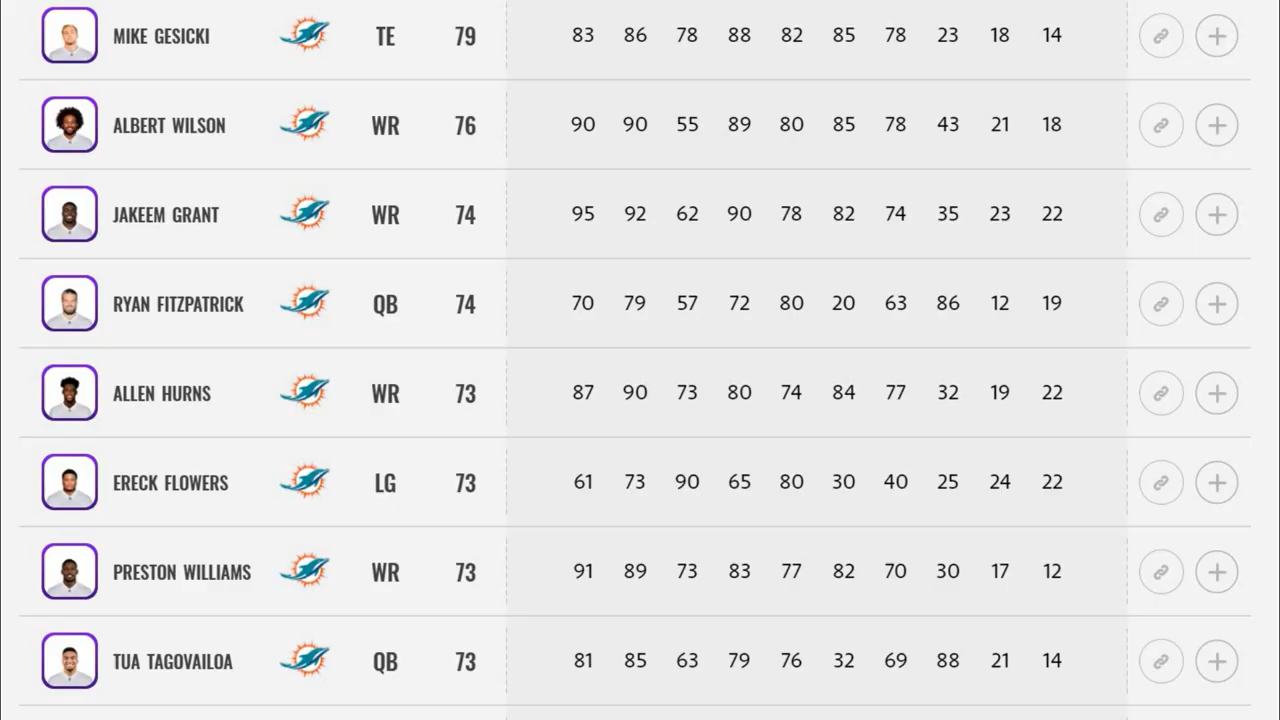 MIKE GESICKI TE 79 83 86 78 88 82 85 78 23 18 14
ALBERT WILSON WR 76 90 90 55 89 80 85 78 43 21 18
JAKEEM GRANT WR 74 95 92 62 90 78 82 74 35 23 22
RYAN FITZPATRICK QB 74 70 79 57 72 80 20 63 86 12 19
ALLEN HURNS WR 73 87 90 73 80 74 84 77 32 19 22
ERECK FLOWERS LG 73 61 73 90 65 80 30 40 25 24 22
PRESTON WILLIAMS WR 73 91 89 73 83 77 82 70 30 17 12
TUA TAGOVAILOA QB 73 81 85 63 79 76 32 69 88 21 14